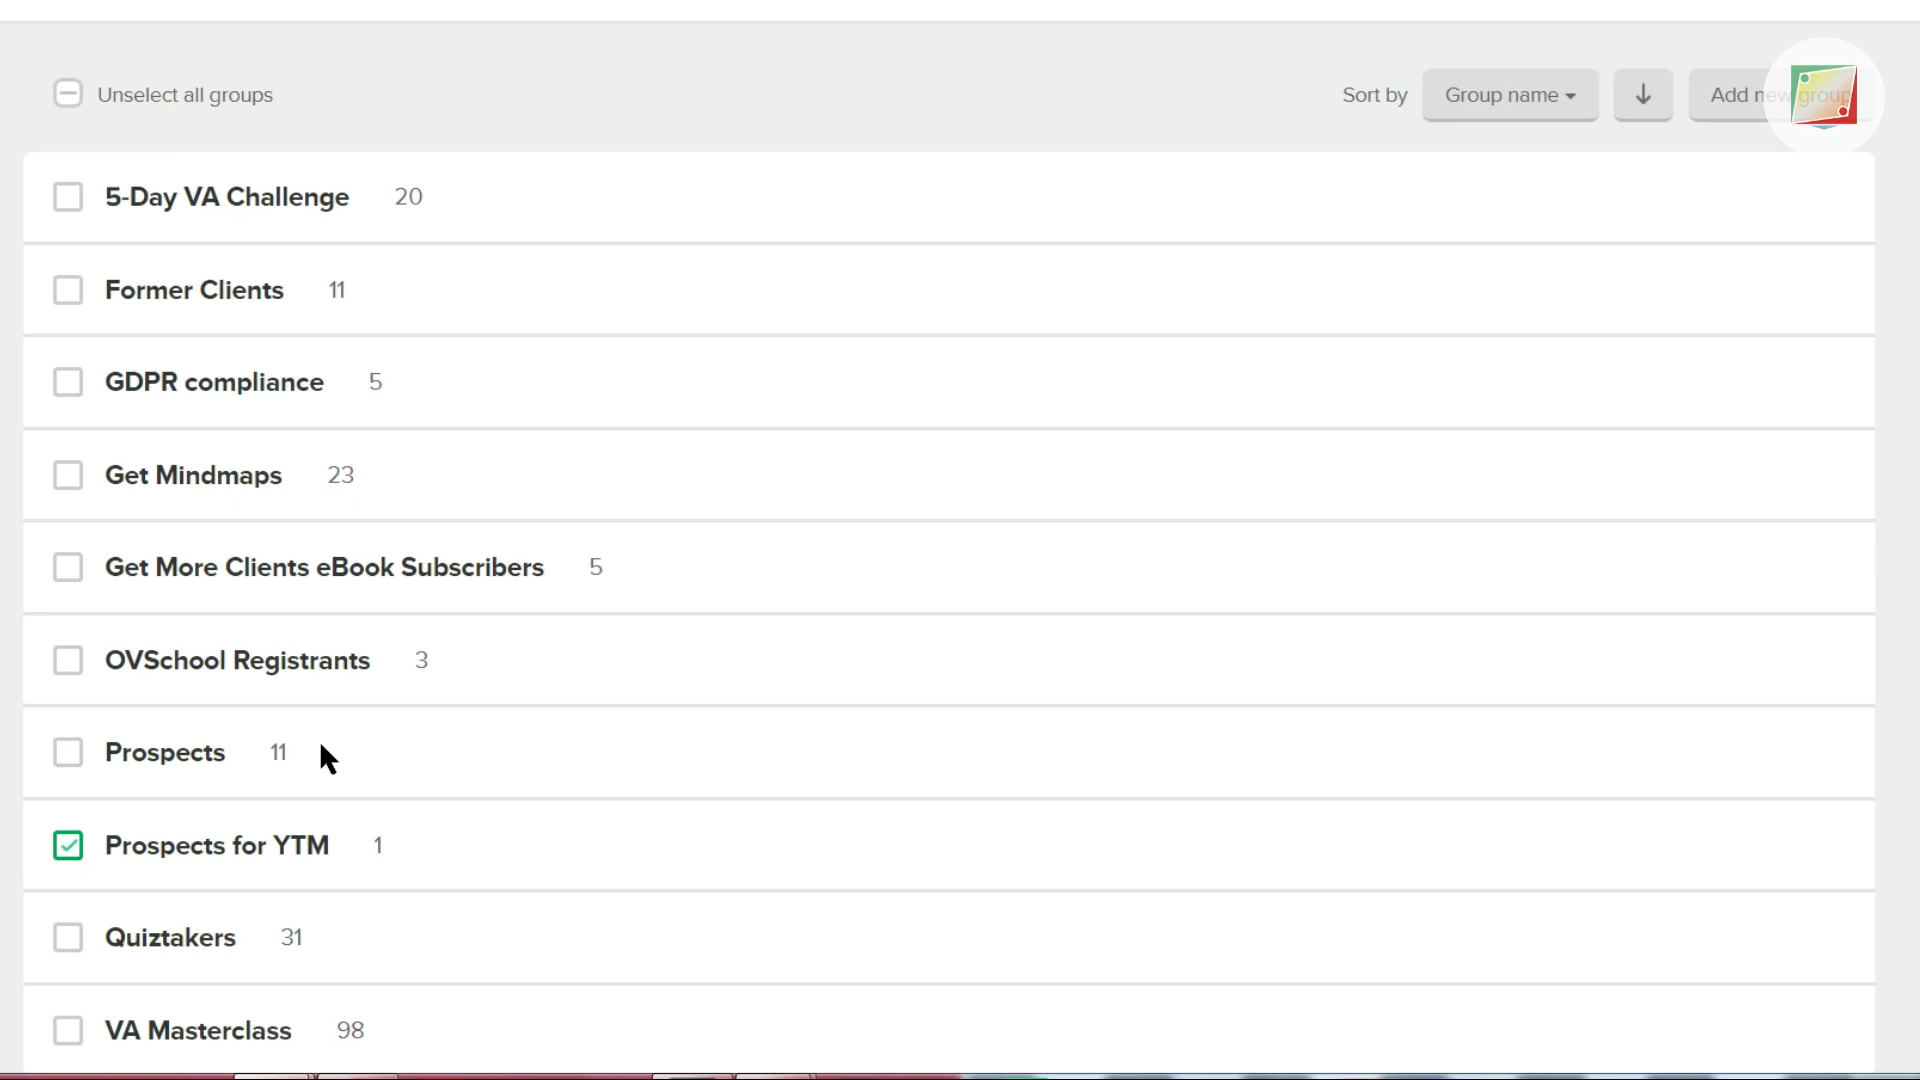 Unselect all groups
Sort by Group name Add new group
5-Day VA Challenge 20
Former Clients 11
GDPR compliance 5
Get Mindmaps 23
Get More Clients eBook Subscribers 5
OVSchool Registrants 3
Prospects 11
Prospects for YTM 1
Quiztakers 31
VA Masterclass 98